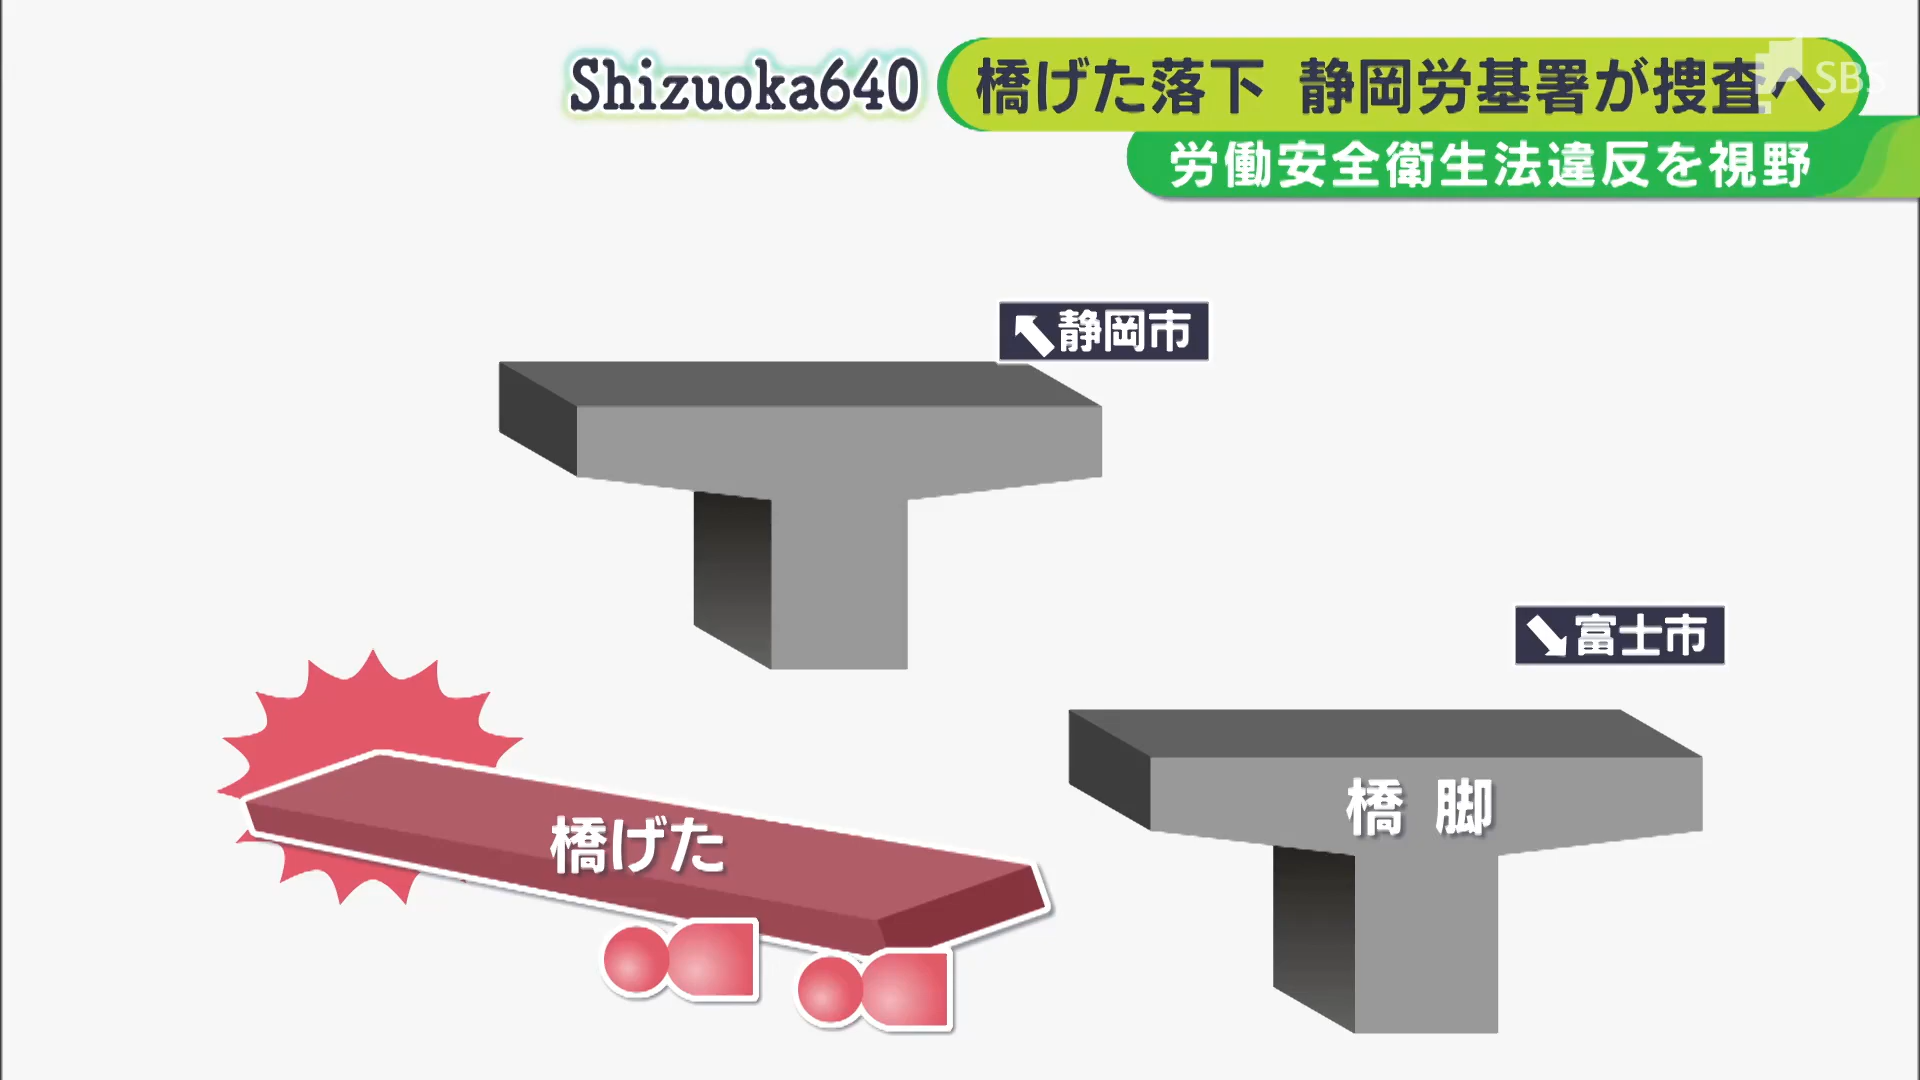 Shizuoka640
橋げた落下 静岡労基署が捜査へ
SBS
労働安全衛生法違反を視野
静岡市
富士市
橋脚
橋げた